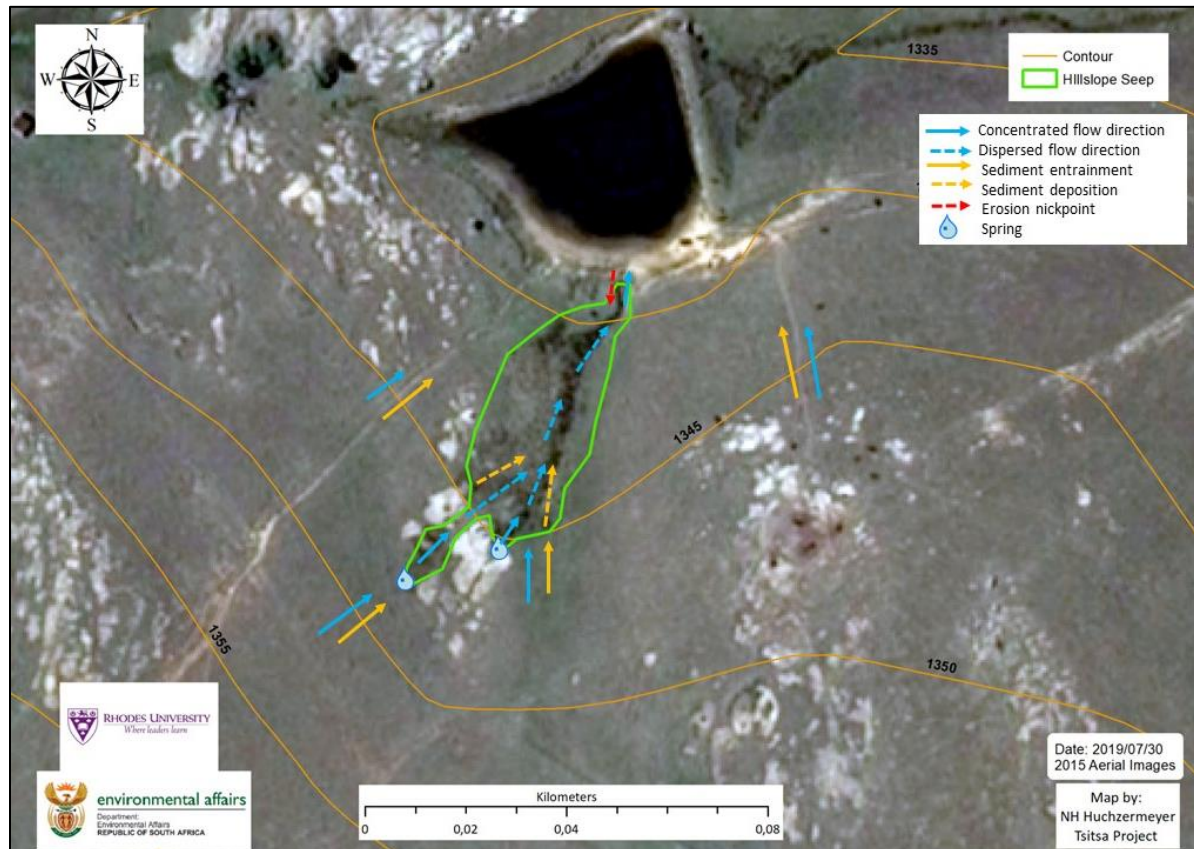 N
W E
S
1335
Contour
HIllslope Seep
Concentrated flow direction
Dispersed flow direction
Sediment entrainment
Sediment deposition
Erosion nickpoint
Spring
1345
1355
1350
RHODES UNIVERSITY
Where leaders learn
environmental affairs
Department:
Environmental Affairs
REPUBLIC OF SOUTH AFRICA
Kilometers
0 0,02 0,04 0,08
Date: 2019/07/30
2015 Aerial Images
Map by:
NH Huchzermeyer
Tsitsa Project